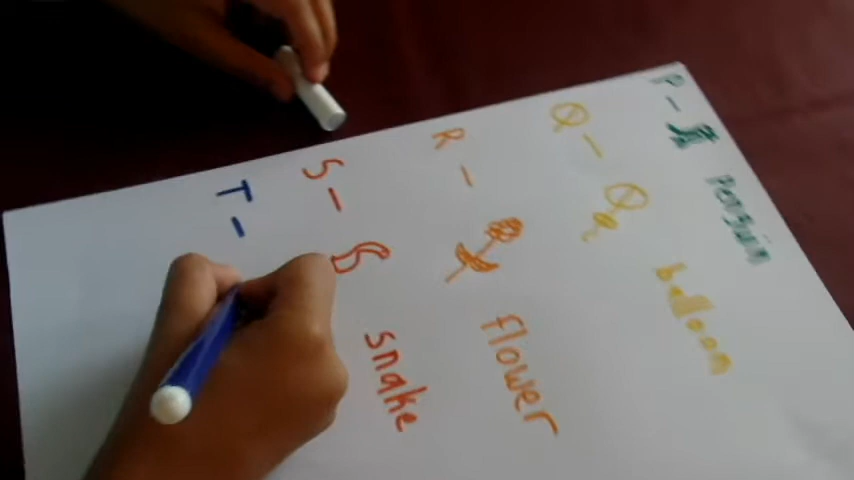 P - Penguin
Q - balloon
R - flower
S - snake
T -